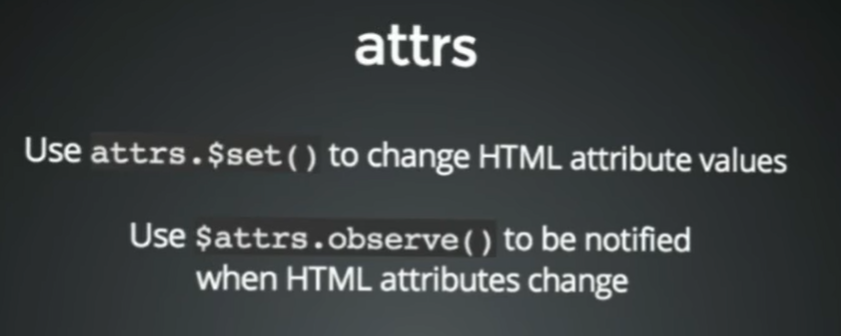 attrs
Use attrs.$set() to change HTML attribute values
Use $attrs.observe() to be notified
when HTML attributes change